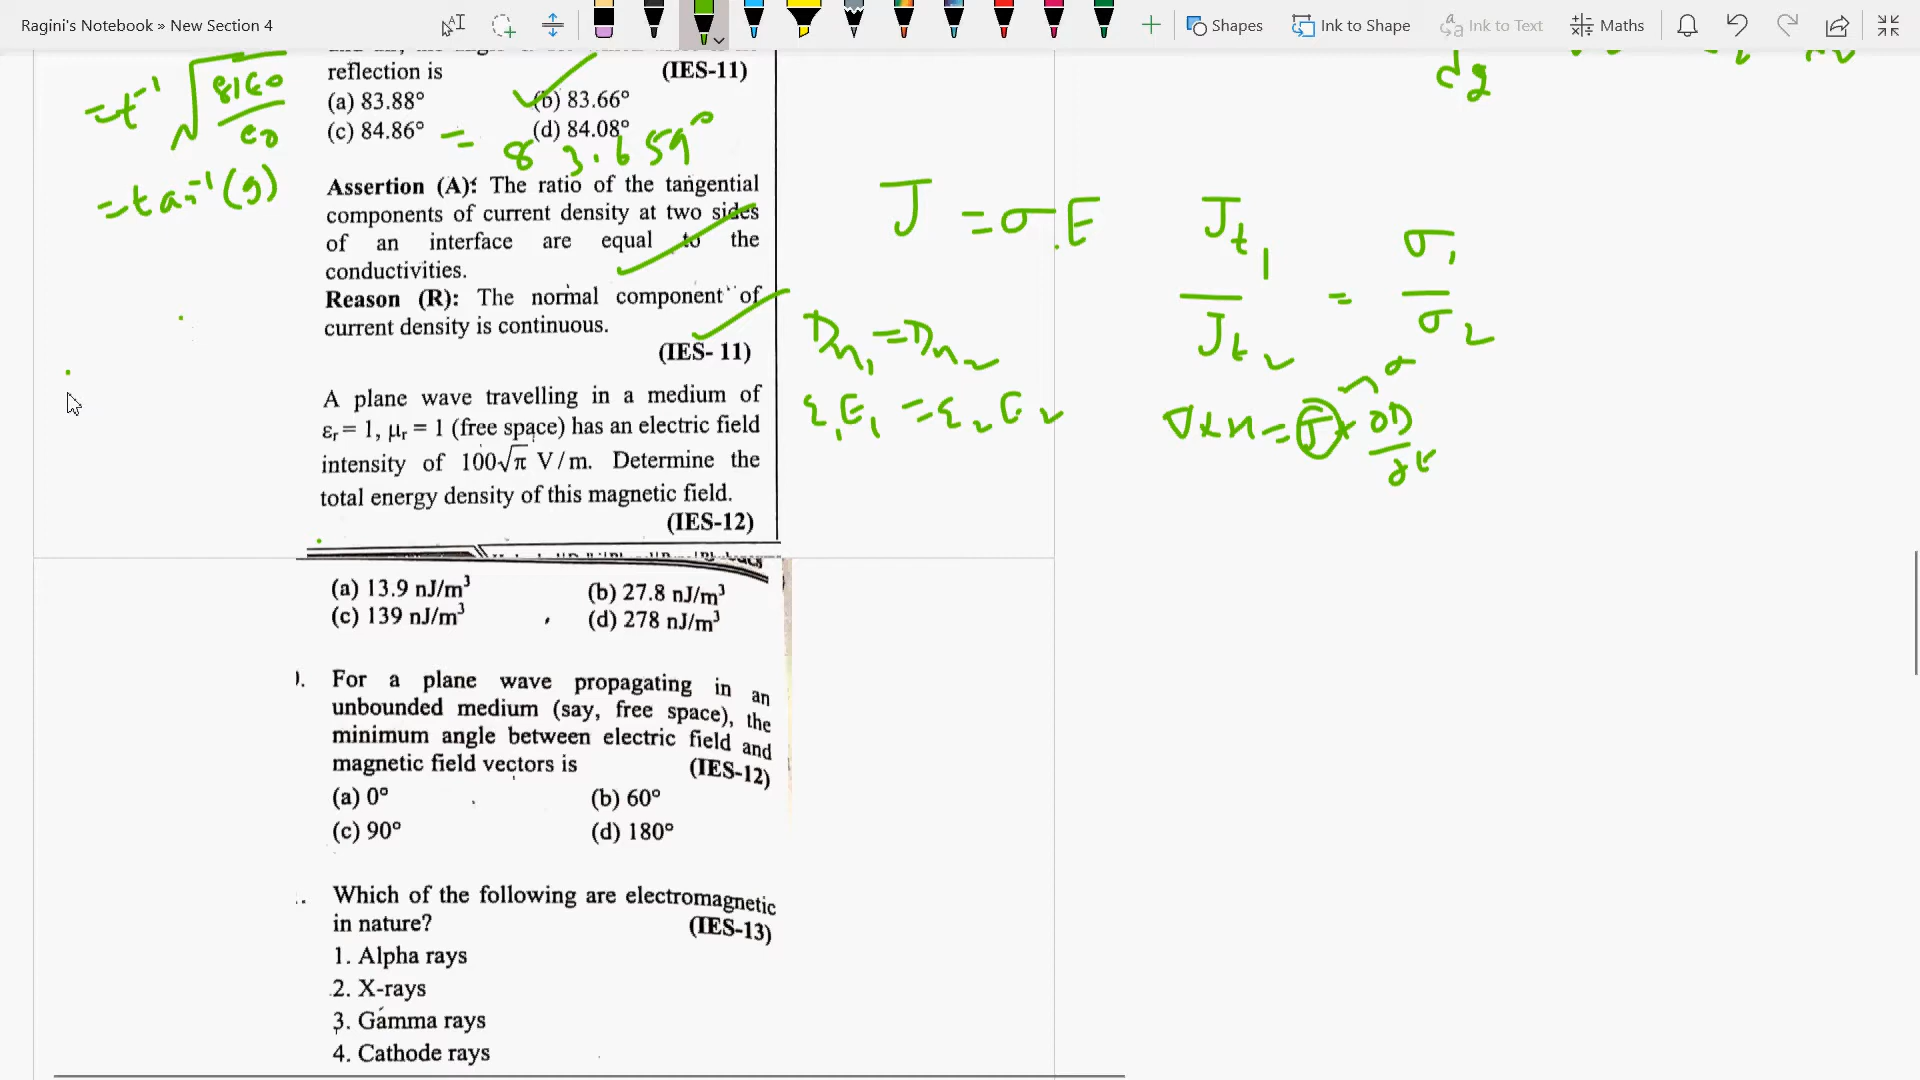 Ragini's Notebook » New Section 4
Shapes
Ink to Shape
Ink to Text
Maths
reflection is (IES-11)
(a) 83.88° (b) 83.66°
(c) 84.86° (d) 84.08°
= 83.659°
= t⁻¹ √(81ε0/ε0)
= tan⁻¹(9)
Assertion (A): The ratio of the tangential
components of current density at two sides
of an interface are equal to the
conductivities.
Reason (R): The normal component of
current density is continuous.
(IES- 11)
J = σ.E
Jt1/Jt2 = σ1/σ2
Dn1 = Dn2
ε1E1 = ε2E2
A plane wave travelling in a medium of
εr = 1, μr = 1 (free space) has an electric field
intensity of 100√π V/m. Determine the
total energy density of this magnetic field.
(IES-12)
(a) 13.9 nJ/m³ (b) 27.8 nJ/m³
(c) 139 nJ/m³ (d) 278 nJ/m³
For a plane wave propagating in an
unbounded medium (say, free space), the
minimum angle between electric field and
magnetic field vectors is (IES-12)
(a) 0° (b) 60°
(c) 90° (d) 180°
Which of the following are electromagnetic
in nature? (IES-13)
1. Alpha rays
2. X-rays
3. Gamma rays
4. Cathode rays